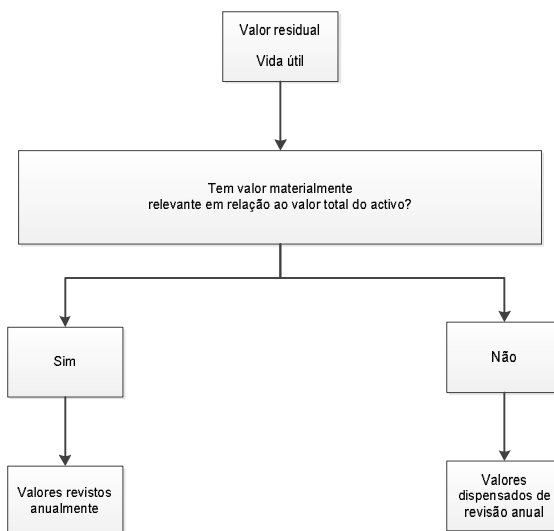 Valor residual
Vida útil
Tem valor materialmente
relevante em relação ao valor total do activo?
Sim
Não
Valores revistos
anualmente
Valores
dispensados de
revisão anual